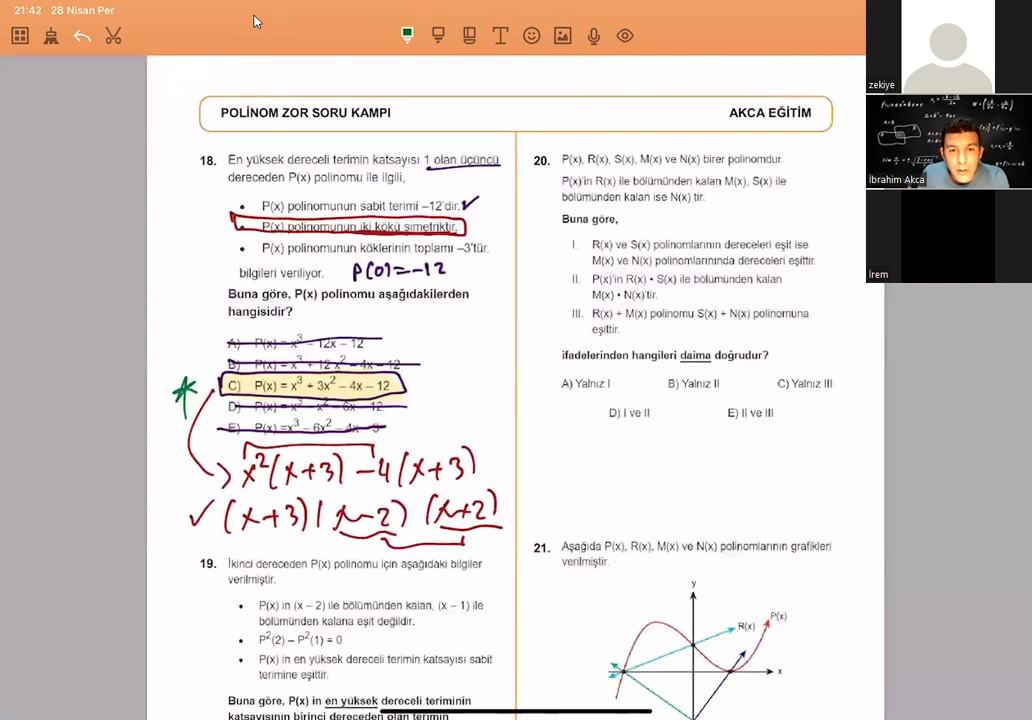 21:42 28 Nisan Per
zekiye
İbrahim Akca
İrem
POLİNOM ZOR SORU KAMPI
AKCA EĞİTİM
18. En yüksek dereceli terimin katsayısı 1 olan üçüncü
dereceden P(x) polinomu ile ilgili,
• P(x) polinomunun sabit terimi –12'dir.
• P(x) polinomunun iki kökü simetriktir.
• P(x) polinomunun köklerinin toplamı –3'tür.
bilgileri veriliyor.
P(0)=-12
Buna göre, P(x) polinomu aşağıdakilerden
hangisidir?
A) P(x) = x³ – 12x – 12
B) P(x) = x³ + 12x² – 4x – 12
C) P(x) = x³ + 3x² – 4x – 12
D) P(x) = x³ – x² – 6x – 12
E) P(x) = x³ – 6x² – 4x – 9
x²(x+3) -4(x+3)
(x+3)(x-2)(x+2)
19. İkinci dereceden P(x) polinomu için aşağıdaki bilgiler
verilmiştir.
• P(x) in (x – 2) ile bölümünden kalan, (x – 1) ile
bölümünden kalana eşit değildir.
• P²(2) – P²(1) = 0
• P(x) in en yüksek dereceli terimin katsayısı sabit
terimine eşittir.
Buna göre, P(x) in en yüksek dereceli teriminin
katsayısının birinci dereceden olan terimin
20. P(x), R(x), S(x), M(x) ve N(x) birer polinomdur.
P(x)'in R(x) ile bölümünden kalan M(x), S(x) ile
bölümünden kalan ise N(x) tir.
Buna göre,
I. R(x) ve S(x) polinomlarının dereceleri eşit ise
M(x) ve N(x) polinomlarınında dereceleri eşittir.
II. P(x)'in R(x) • S(x) ile bölümünden kalan
M(x) • N(x)'tir.
III. R(x) + M(x) polinomu S(x) + N(x) polinomuna
eşittir.
ifadelerinden hangileri daima doğrudur?
A) Yalnız I B) Yalnız II C) Yalnız III
D) I ve II E) II ve III
21. Aşağıda P(x), R(x), M(x) ve N(x) polinomlarının grafikleri
verilmiştir.
y
P(x)
R(x)
x